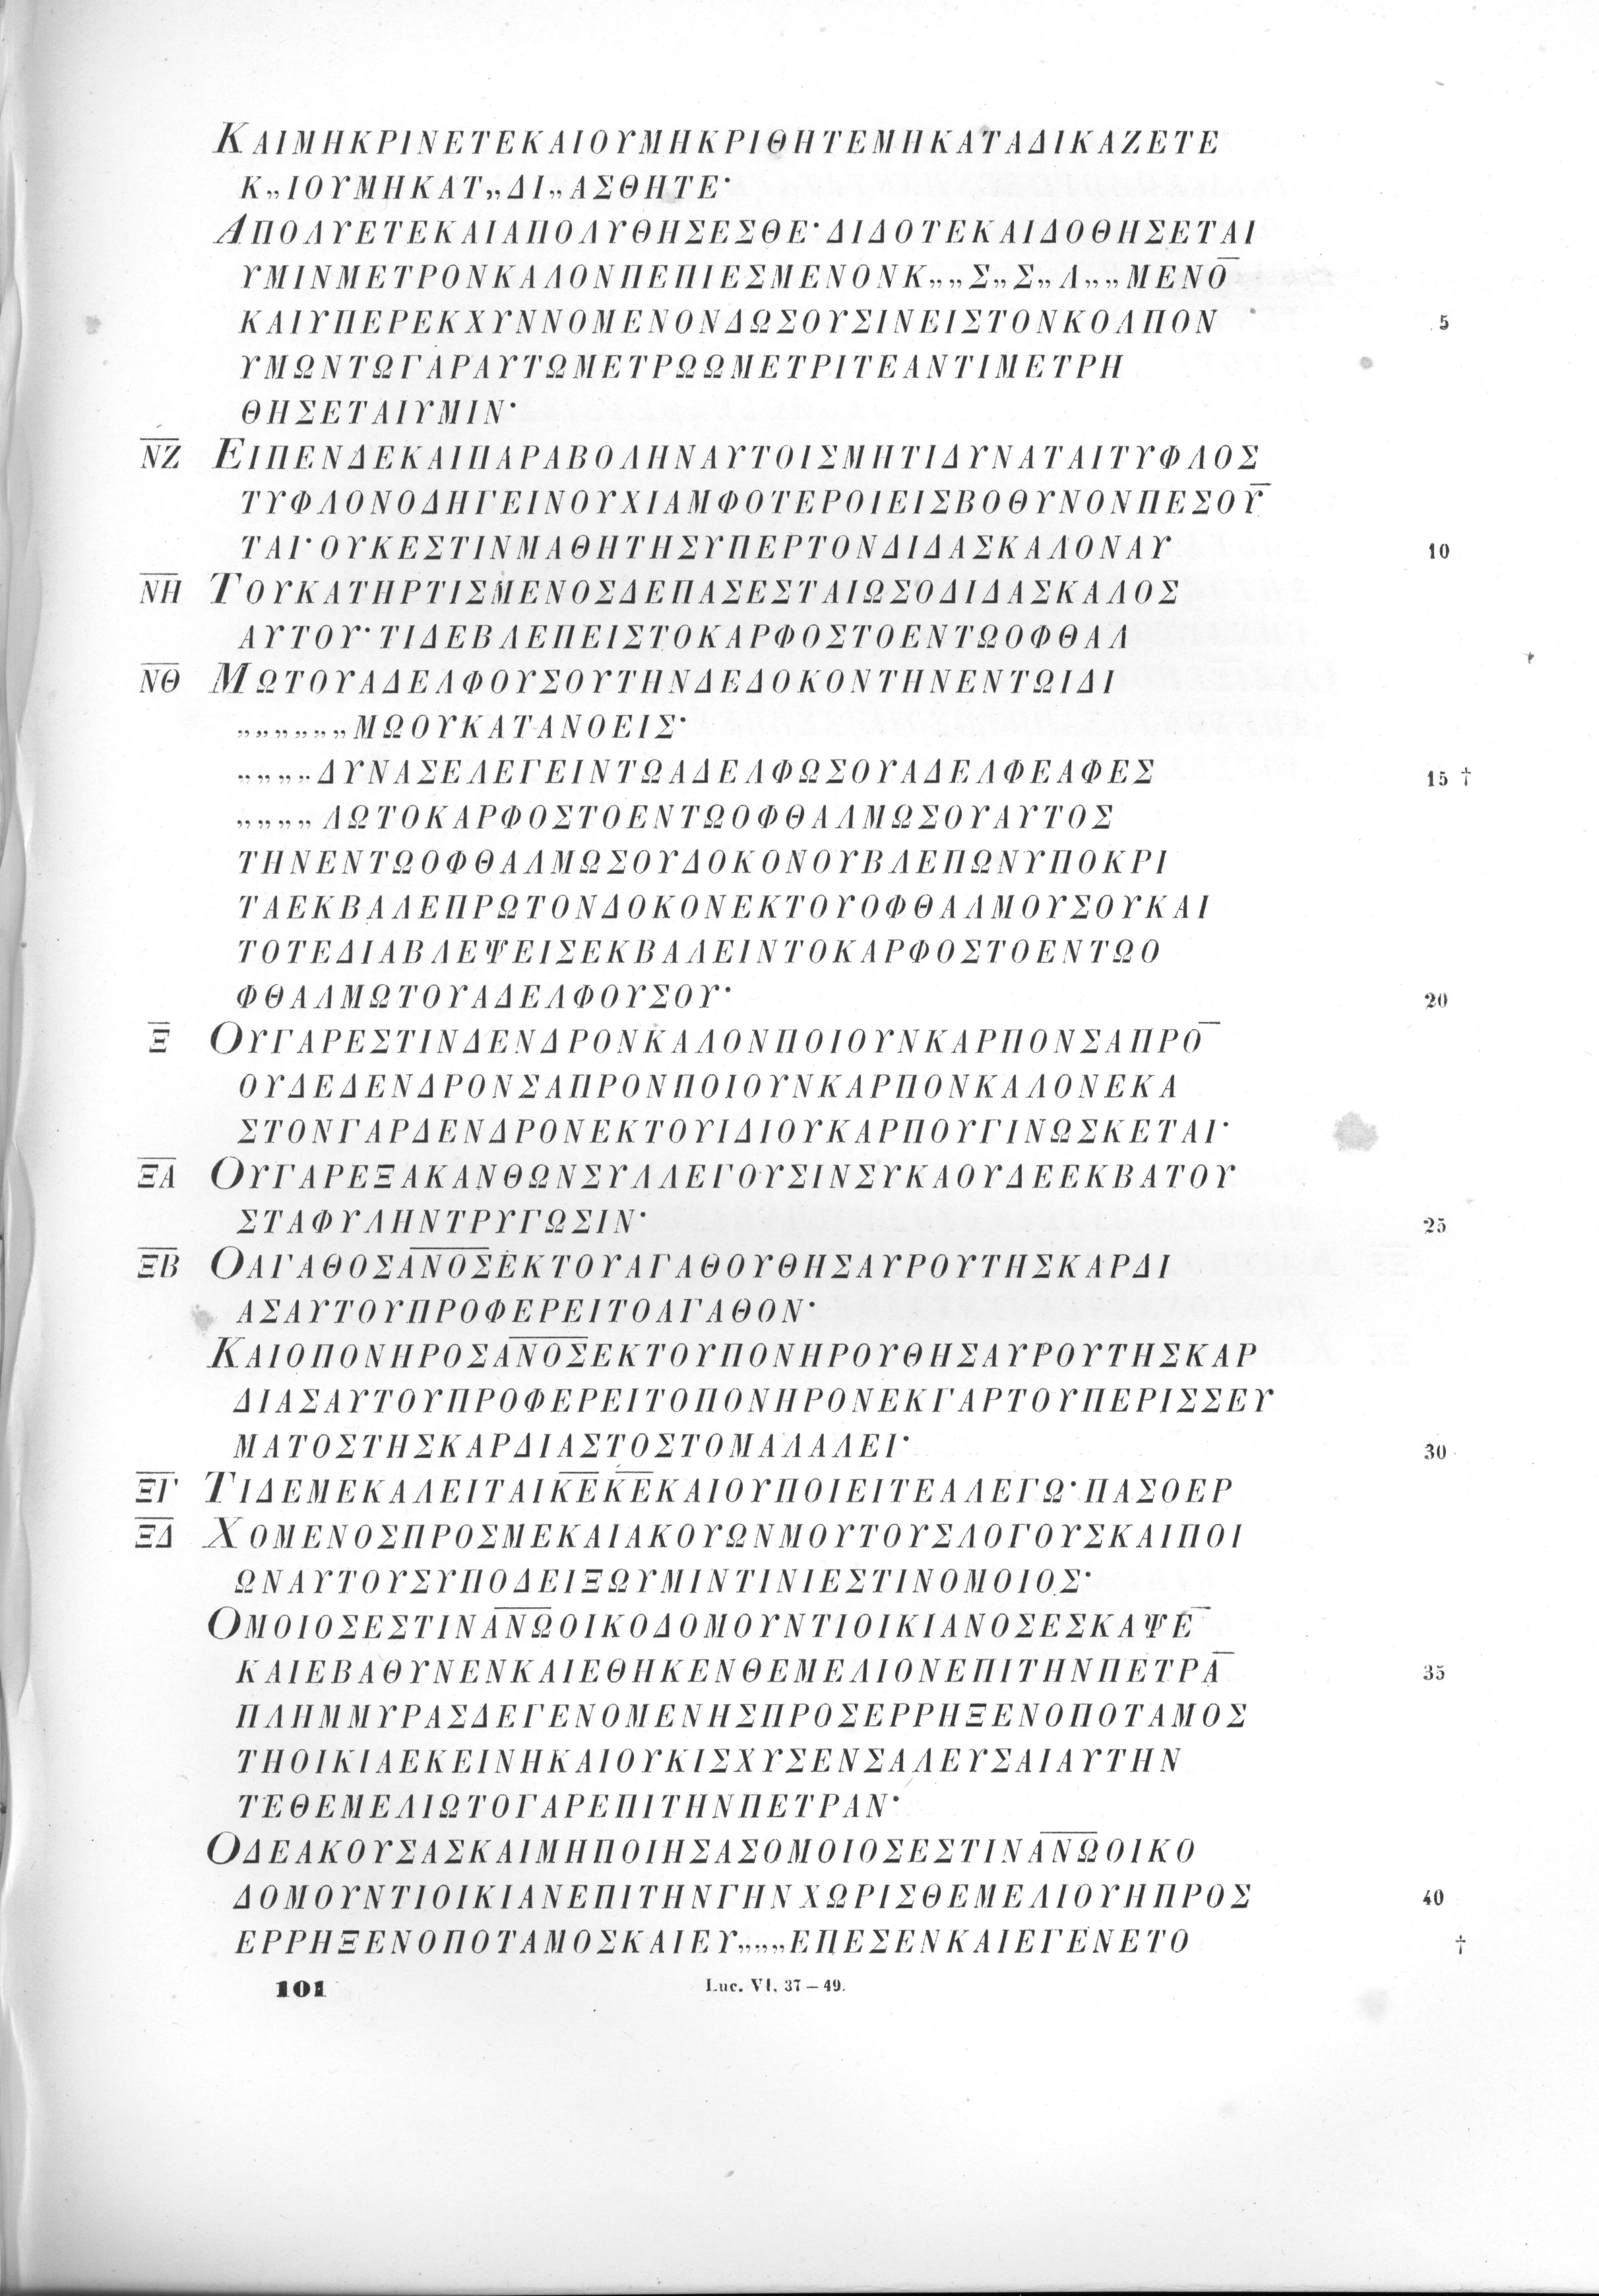 ΚΑΙΜΗΚΡΙΝΕΤΕΚΑΙΟΥΜΗΚΡΙΘΗΤΕΜΗΚΑΤΑΔΙΚΑΖΕΤΕ
Κ„ΙΟΥΜΗΚΑΤ„ΔΙ„ΑΣΘΗΤΕ·
ΑΠΟΛΥΕΤΕΚΑΙΑΠΟΛΥΘΗΣΕΣΘΕ·ΔΙΔΟΤΕΚΑΙΔΟΘΗΣΕΤΑΙ
ΥΜΙΝΜΕΤΡΟΝΚΑΛΟΝΠΕΠΙΕΣΜΕΝΟΝΚ„„Σ„Σ„Λ„„ΜΕΝΟ̅
ΚΑΙΥΠΕΡΕΚΧΥΝΝΟΜΕΝΟΝΔΩΣΟΥΣΙΝΕΙΣΤΟΝΚΟΛΠΟΝ 5
ΥΜΩΝΤΩΓΑΡΑΥΤΩΜΕΤΡΩΩΜΕΤΡΙΤΕΑΝΤΙΜΕΤΡΗ
ΘΗΣΕΤΑΙΥΜΙΝ·
Ν̅Ζ̅ ΕΙΠΕΝΔΕΚΑΙΠΑΡΑΒΟΛΗΝΑΥΤΟΙΣΜΗΤΙΔΥΝΑΤΑΙΤΥΦΛΟΣ
ΤΥΦΛΟΝΟΔΗΓΕΙΝΟΥΧΙΑΜΦΟΤΕΡΟΙΕΙΣΒΟΘΥΝΟΝΠΕΣΟΥ̅
ΤΑΙ·ΟΥΚΕΣΤΙΝΜΑΘΗΤΗΣΥΠΕΡΤΟΝΔΙΔΑΣΚΑΛΟΝΑΥ 10
Ν̅Η̅ ΤΟΥΚΑΤΗΡΤΙΣΜΕΝΟΣΔΕΠΑΣΕΣΤΑΙΩΣΟΔΙΔΑΣΚΑΛΟΣ
ΑΥΤΟΥ·ΤΙΔΕΒΛΕΠΕΙΣΤΟΚΑΡΦΟΣΤΟΕΝΤΩΟΦΘΑΛ
Ν̅Θ̅ ΜΩΤΟΥΑΔΕΛΦΟΥΣΟΥΤΗΝΔΕΔΟΚΟΝΤΗΝΕΝΤΩΙΔΙ
„„„„„„ΜΩΟΥΚΑΤΑΝΟΕΙΣ·
„„„„ΔΥΝΑΣΕΛΕΓΕΙΝΤΩΑΔΕΛΦΩΣΟΥΑΔΕΛΦΕΑΦΕΣ 15 †
„„„„ΛΩΤΟΚΑΡΦΟΣΤΟΕΝΤΩΟΦΘΑΛΜΩΣΟΥΑΥΤΟΣ
ΤΗΝΕΝΤΩΟΦΘΑΛΜΩΣΟΥΔΟΚΟΝΟΥΒΛΕΠΩΝΥΠΟΚΡΙ
ΤΑΕΚΒΑΛΕΠΡΩΤΟΝΔΟΚΟΝΕΚΤΟΥΟΦΘΑΛΜΟΥΣΟΥΚΑΙ
ΤΟΤΕΔΙΑΒΛΕΨΕΙΣΕΚΒΑΛΕΙΝΤΟΚΑΡΦΟΣΤΟΕΝΤΩΟ
ΦΘΑΛΜΩΤΟΥΑΔΕΛΦΟΥΣΟΥ· 20
Ξ̅ ΟΥΓΑΡΕΣΤΙΝΔΕΝΔΡΟΝΚΑΛΟΝΠΟΙΟΥΝΚΑΡΠΟΝΣΑΠΡΟ̅
ΟΥΔΕΔΕΝΔΡΟΝΣΑΠΡΟΝΠΟΙΟΥΝΚΑΡΠΟΝΚΑΛΟΝΕΚΑ
ΣΤΟΝΓΑΡΔΕΝΔΡΟΝΕΚΤΟΥΙΔΙΟΥΚΑΡΠΟΥΓΙΝΩΣΚΕΤΑΙ·
Ξ̅Α̅ ΟΥΓΑΡΕΞΑΚΑΝΘΩΝΣΥΛΛΕΓΟΥΣΙΝΣΥΚΑΟΥΔΕΕΚΒΑΤΟΥ
ΣΤΑΦΥΛΗΝΤΡΥΓΩΣΙΝ· 25
Ξ̅Β̅ ΟΑΓΑΘΟΣΑ̅Ν̅Ο̅Σ̅ΕΚΤΟΥΑΓΑΘΟΥΘΗΣΑΥΡΟΥΤΗΣΚΑΡΔΙ
ΑΣΑΥΤΟΥΠΡΟΦΕΡΕΙΤΟΑΓΑΘΟΝ·
ΚΑΙΟΠΟΝΗΡΟΣΑ̅Ν̅Ο̅Σ̅ΕΚΤΟΥΠΟΝΗΡΟΥΘΗΣΑΥΡΟΥΤΗΣΚΑΡ
ΔΙΑΣΑΥΤΟΥΠΡΟΦΕΡΕΙΤΟΠΟΝΗΡΟΝΕΚΓΑΡΤΟΥΠΕΡΙΣΣΕΥ
ΜΑΤΟΣΤΗΣΚΑΡΔΙΑΣΤΟΣΤΟΜΑΛΑΛΕΙ· 30
Ξ̅Γ̅ ΤΙΔΕΜΕΚΑΛΕΙΤΑΙΚ̅Ε̅Κ̅Ε̅ΚΑΙΟΥΠΟΙΕΙΤΕΑΛΕΓΩ·ΠΑΣΟΕΡ
Ξ̅Δ̅ ΧΟΜΕΝΟΣΠΡΟΣΜΕΚΑΙΑΚΟΥΩΝΜΟΥΤΟΥΣΛΟΓΟΥΣΚΑΙΠΟΙ
ΩΝΑΥΤΟΥΣΥΠΟΔΕΙΞΩΥΜΙΝΤΙΝΙΕΣΤΙΝΟΜΟΙΟΣ·
ΟΜΟΙΟΣΕΣΤΙΝΑ̅Ν̅Ω̅ΟΙΚΟΔΟΜΟΥΝΤΙΟΙΚΙΑΝΟΣΕΣΚΑΨΕ̅
ΚΑΙΕΒΑΘΥΝΕΝΚΑΙΕΘΗΚΕΝΘΕΜΕΛΙΟΝΕΠΙΤΗΝΠΕΤΡΑ̅ 35
ΠΛΗΜΜΥΡΑΣΔΕΓΕΝΟΜΕΝΗΣΠΡΟΣΕΡΡΗΞΕΝΟΠΟΤΑΜΟΣ
ΤΗΟΙΚΙΑΕΚΕΙΝΗΚΑΙΟΥΚΙΣΧΥΣΕΝΣΑΛΕΥΣΑΙΑΥΤΗΝ
ΤΕΘΕΜΕΛΙΩΤΟΓΑΡΕΠΙΤΗΝΠΕΤΡΑΝ·
ΟΔΕΑΚΟΥΣΑΣΚΑΙΜΗΠΟΙΗΣΑΣΟΜΟΙΟΣΕΣΤΙΝΑ̅Ν̅Ω̅ΟΙΚΟ
ΔΟΜΟΥΝΤΙΟΙΚΙΑΝΕΠΙΤΗΝΓΗΝΧΩΡΙΣΘΕΜΕΛΙΟΥΗΠΡΟΣ 40
ΕΡΡΗΞΕΝΟΠΟΤΑΜΟΣΚΑΙΕΥ„„„ΕΠΕΣΕΝΚΑΙΕΓΕΝΕΤΟ †
101 Luc. VI, 37–49.